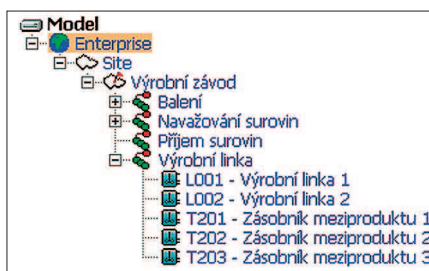 Model
Enterprise
Site
Výrobní závod
Balení
Navažování surovin
Příjem surovin
Výrobní linka
L001 - Výrobní linka 1
L002 - Výrobní linka 2
T201 - Zásobník meziproduktu 1
T202 - Zásobník meziproduktu 2
T203 - Zásobník meziproduktu 3